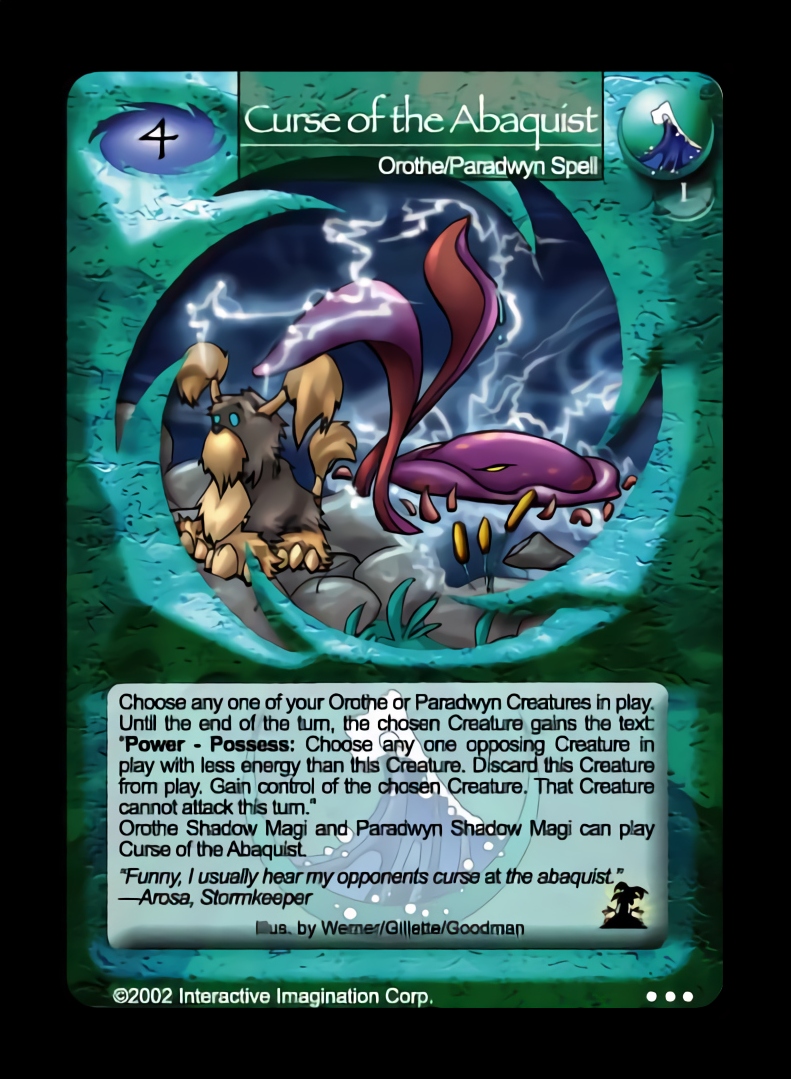 4
Curse of the Abaquist
Orothe/Paradwyn Spell
I
Choose any one of your Orothe or Paradwyn Creatures in play.
Until the end of the turn, the chosen Creature gains the text:
"Power - Possess: Choose any one opposing Creature in
play with less energy than this Creature. Discard this Creature
from play. Gain control of the chosen Creature. That Creature
cannot attack this turn."
Orothe Shadow Magi and Paradwyn Shadow Magi can play
Curse of the Abaquist.
"Funny, I usually hear my opponents curse at the abaquist."
—Arosa, Stormkeeper
Illus. by Werner/Gillette/Goodman
©2002 Interactive Imagination Corp.